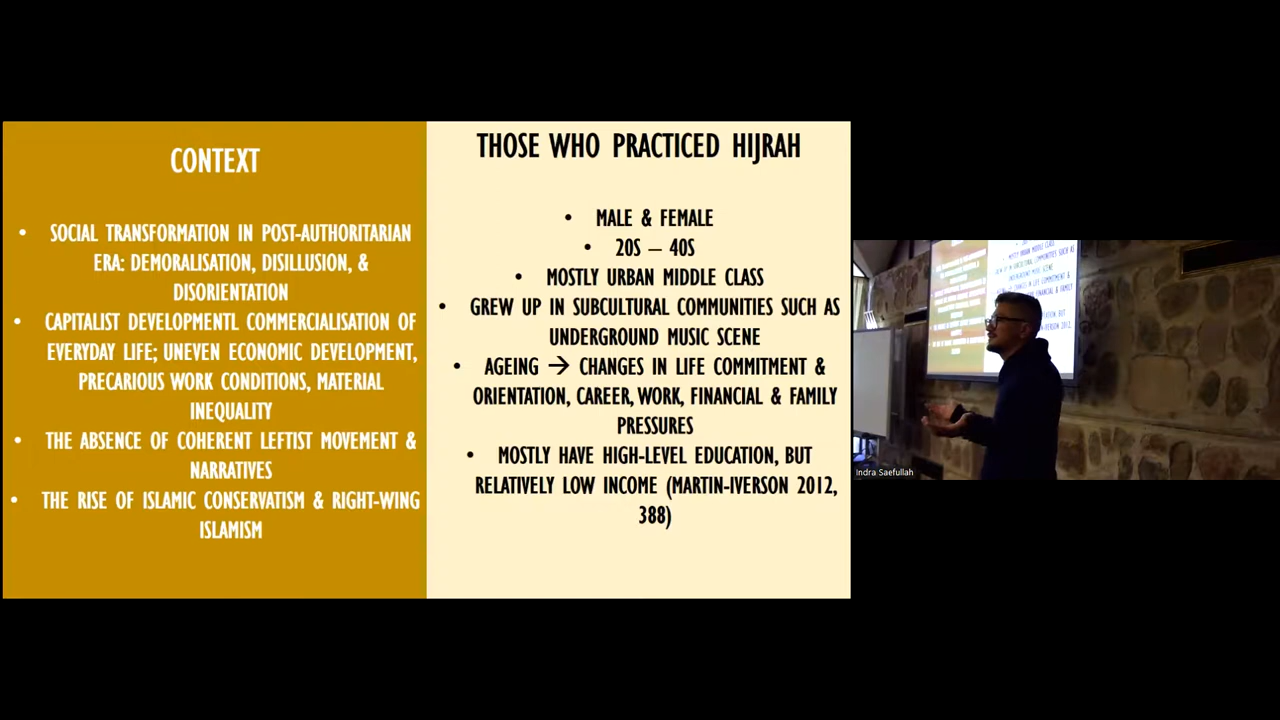 CONTEXT
• SOCIAL TRANSFORMATION IN POST-AUTHORITARIAN
ERA: DEMORALISATION, DISILLUSION, &
DISORIENTATION
• CAPITALIST DEVELOPMENTL COMMERCIALISATION OF
EVERYDAY LIFE; UNEVEN ECONOMIC DEVELOPMENT,
PRECARIOUS WORK CONDITIONS, MATERIAL
INEQUALITY
• THE ABSENCE OF COHERENT LEFTIST MOVEMENT &
NARRATIVES
• THE RISE OF ISLAMIC CONSERVATISM & RIGHT-WING
ISLAMISM
THOSE WHO PRACTICED HIJRAH
• MALE & FEMALE
• 20S – 40S
• MOSTLY URBAN MIDDLE CLASS
• GREW UP IN SUBCULTURAL COMMUNITIES SUCH AS
UNDERGROUND MUSIC SCENE
• AGEING → CHANGES IN LIFE COMMITMENT &
ORIENTATION, CAREER, WORK, FINANCIAL & FAMILY
PRESSURES
• MOSTLY HAVE HIGH-LEVEL EDUCATION, BUT
RELATIVELY LOW INCOME (MARTIN-IVERSON 2012,
388)
Indra Saefullah